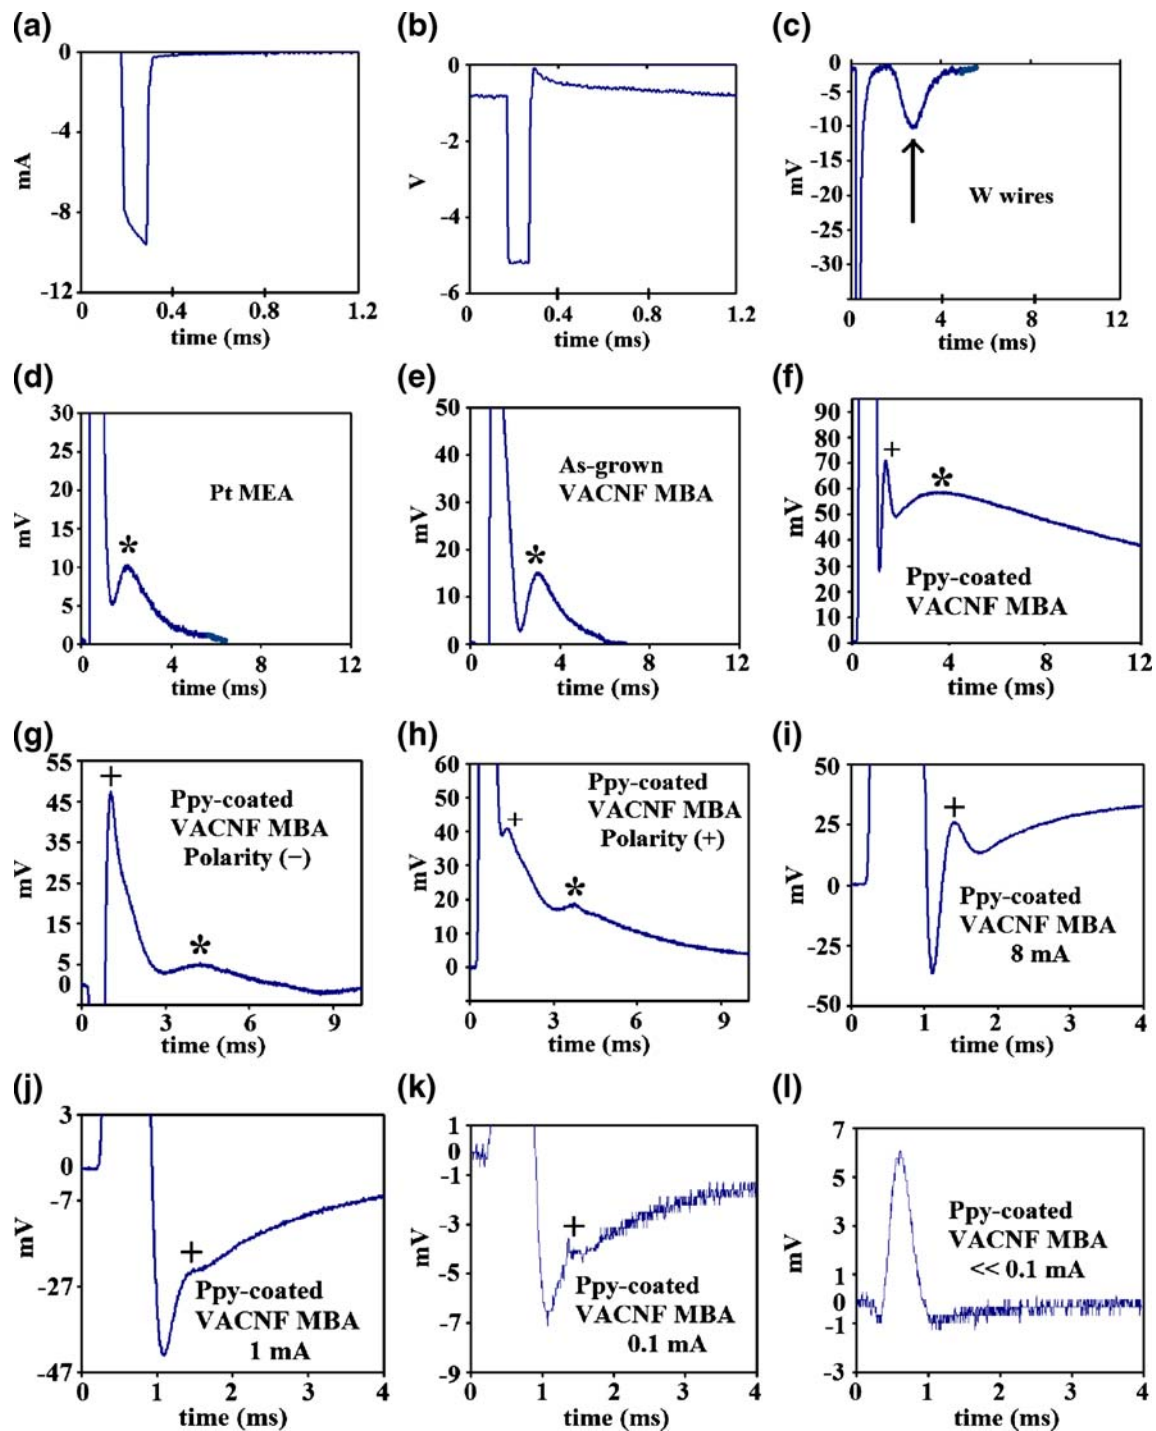 (a)
0
-4
-8
-12
mA
0 0.4 0.8 1.2
time (ms)
(b)
0
-2
-4
-6
V
0 0.4 0.8 1.2
time (ms)
(c)
0
-5
-10
-15
-20
-25
-30
mV
W wires
0 4 8 12
time (ms)
(d)
30
25
20
15
10
5
0
mV
Pt MEA
*
0 4 8 12
time (ms)
(e)
50
40
30
20
10
0
mV
As-grown
VACNF MBA
*
0 4 8 12
time (ms)
(f)
90
80
70
60
50
40
30
20
10
0
mV
+
*
Ppy-coated
VACNF MBA
0 4 8 12
time (ms)
(g)
55
45
35
25
15
5
0
mV
+
Ppy-coated
VACNF MBA
Polarity (−)
*
0 3 6 9
time (ms)
(h)
60
50
40
30
20
10
0
mV
Ppy-coated
VACNF MBA
Polarity (+)
+
*
0 3 6 9
time (ms)
(i)
50
25
0
-25
-50
mV
+
Ppy-coated
VACNF MBA
8 mA
0 1 2 3 4
time (ms)
(j)
3
0
-7
-27
-47
mV
+
Ppy-coated
VACNF MBA
1 mA
0 1 2 3 4
time (ms)
(k)
1
0
-1
-3
-5
-7
-9
mV
+
Ppy-coated
VACNF MBA
0.1 mA
0 1 2 3 4
time (ms)
(l)
7
5
3
1
0
-1
-3
mV
Ppy-coated
VACNF MBA
<< 0.1 mA
0 1 2 3 4
time (ms)